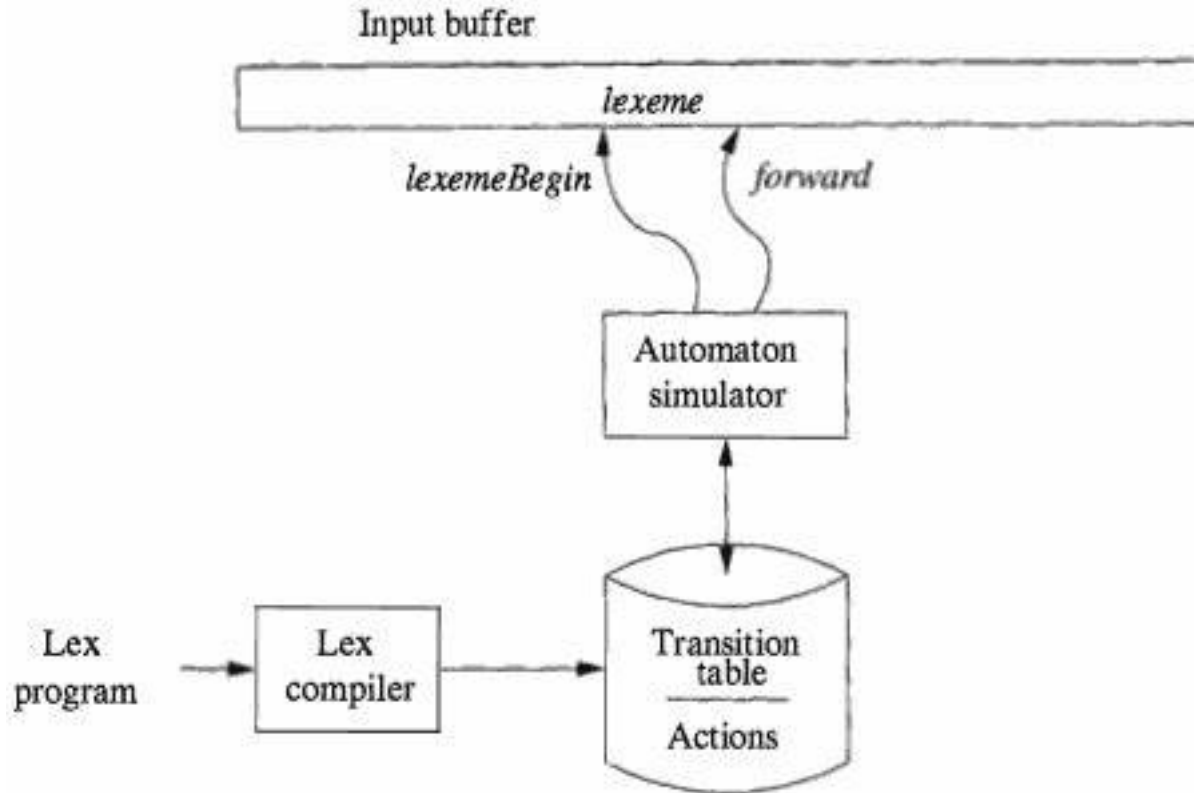 Input buffer
lexeme
lexemeBegin
forward
Automaton
simulator
Lex
program
Lex
compiler
Transition
table
Actions